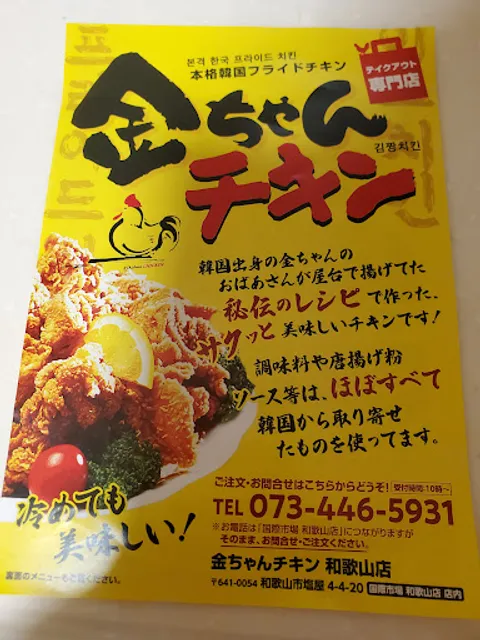 본격 한국 프라이드 치킨
本格韓国フライドチキン
テイクアウト
専門店
金ちゃん
김짱치킨
チキン
韓国出身の金ちゃんの
おばあさんが屋台で揚げてた
秘伝のレシピで作った、
サクッと美味しいチキンです!
調味料や唐揚げ粉
ソース等は、ほぼすべて
韓国から取り寄せ
たものを使ってます。
冷めても
美味しい!
ご注文・お問合せはこちらからどうぞ!
受付時間:10時~
TEL 073-446-5931
※お電話は「国際市場 和歌山店」につながりますが
そのまま、お問合せ・ご注文ください。
金ちゃんチキン 和歌山店
〒641-0054 和歌山市塩屋 4-4-20 国際市場 和歌山店 店内
裏面のメニューもご覧ください。